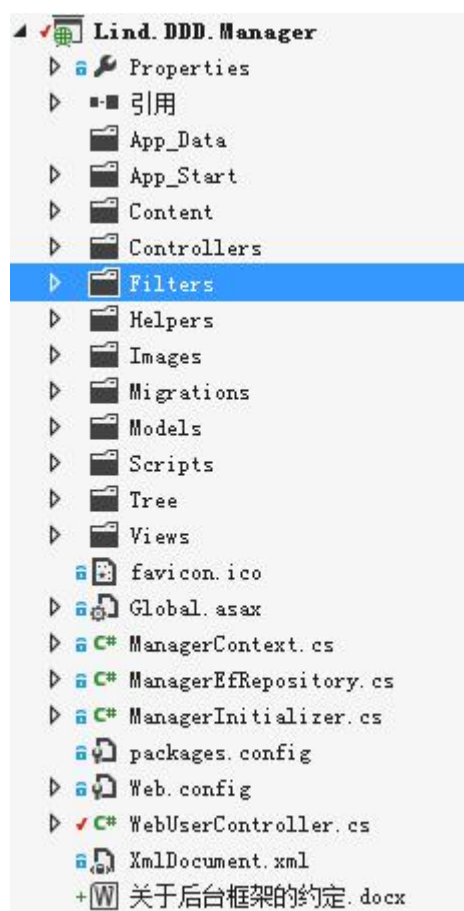 Lind.DDD.Manager
Properties
引用
App_Data
App_Start
Content
Controllers
Filters
Helpers
Images
Migrations
Models
Scripts
Tree
Views
favicon.ico
Global.asax
C# ManagerContext.cs
C# ManagerEfRepository.cs
C# ManagerInitializer.cs
packages.config
Web.config
C# WebUserController.cs
XmlDocument.xml
W 关于后台框架的约定.docx